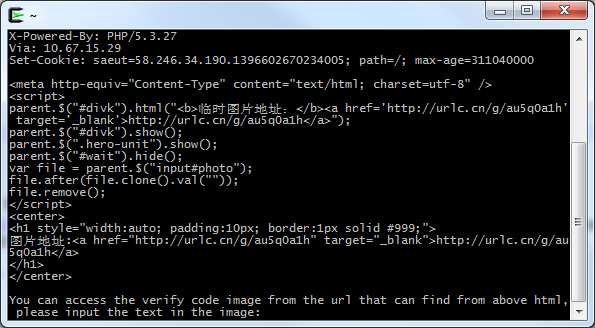 ~
X-Powered-By: PHP/5.3.27
Via: 10.67.15.29
Set-Cookie: saeut=58.246.34.190.1396602670234005; path=/; max-age=311040000
<meta http-equiv="Content-Type" content="text/html; charset=utf-8" />
<script>
parent.$("#divk").html("<b>临时图片地址：</b><a href='http://urlc.cn/g/au5q0a1h'
 target='_blank'>http://urlc.cn/g/au5q0a1h</a>");
parent.$("#divk").show();
parent.$(".hero-unit").show();
parent.$("#wait").hide();
var file = parent.$("input#photo");
file.after(file.clone().val(""));
file.remove();
</script>
<center>
<h1 style="width:auto; padding:10px; border:1px solid #999;">
图片地址:<a href="http://urlc.cn/g/au5q0a1h" target="_blank">http://urlc.cn/g/au
5q0a1h</a>
</h1>
</center>
You can access the verify code image from the url that can find from above html,
 please input the text in the image: